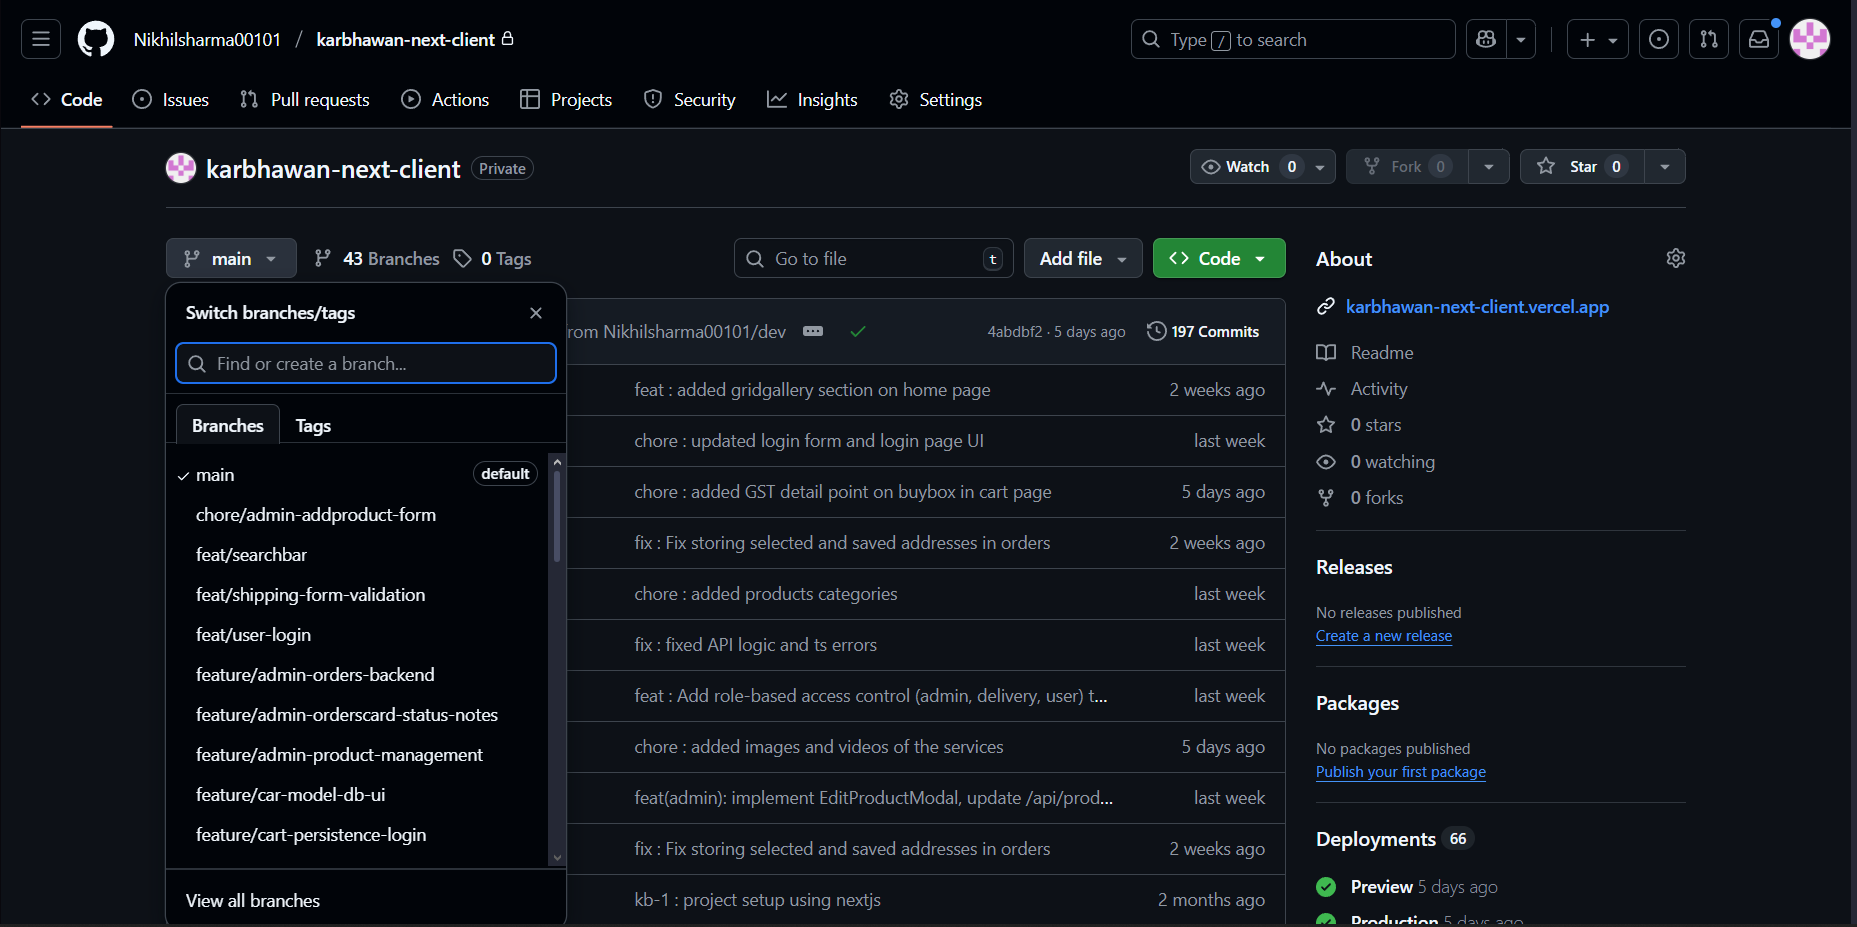 Nikhilsharma00101 / karbhawan-next-client
Type / to search
Code
Issues
Pull requests
Actions
Projects
Security
Insights
Settings
karbhawan-next-client Private
Watch 0
Fork 0
Star 0
main
43 Branches
0 Tags
Go to file t
Add file
Code
Switch branches/tags
Find or create a branch...
Branches
Tags
main default
chore/admin-addproduct-form
feat/searchbar
feat/shipping-form-validation
feat/user-login
feature/admin-orders-backend
feature/admin-orderscard-status-notes
feature/admin-product-management
feature/car-model-db-ui
feature/cart-persistence-login
View all branches
from Nikhilsharma00101/dev
4abdbf2 · 5 days ago
197 Commits
feat : added gridgallery section on home page 2 weeks ago
chore : updated login form and login page UI last week
chore : added GST detail point on buybox in cart page 5 days ago
fix : Fix storing selected and saved addresses in orders 2 weeks ago
chore : added products categories last week
fix : fixed API logic and ts errors last week
feat : Add role-based access control (admin, delivery, user) t... last week
chore : added images and videos of the services 5 days ago
feat(admin): implement EditProductModal, update /api/prod... last week
fix : Fix storing selected and saved addresses in orders 2 weeks ago
kb-1 : project setup using nextjs 2 months ago
About
karbhawan-next-client.vercel.app
Readme
Activity
0 stars
0 watching
0 forks
Releases
No releases published
Create a new release
Packages
No packages published
Publish your first package
Deployments 66
Preview 5 days ago
Production 5 days ago